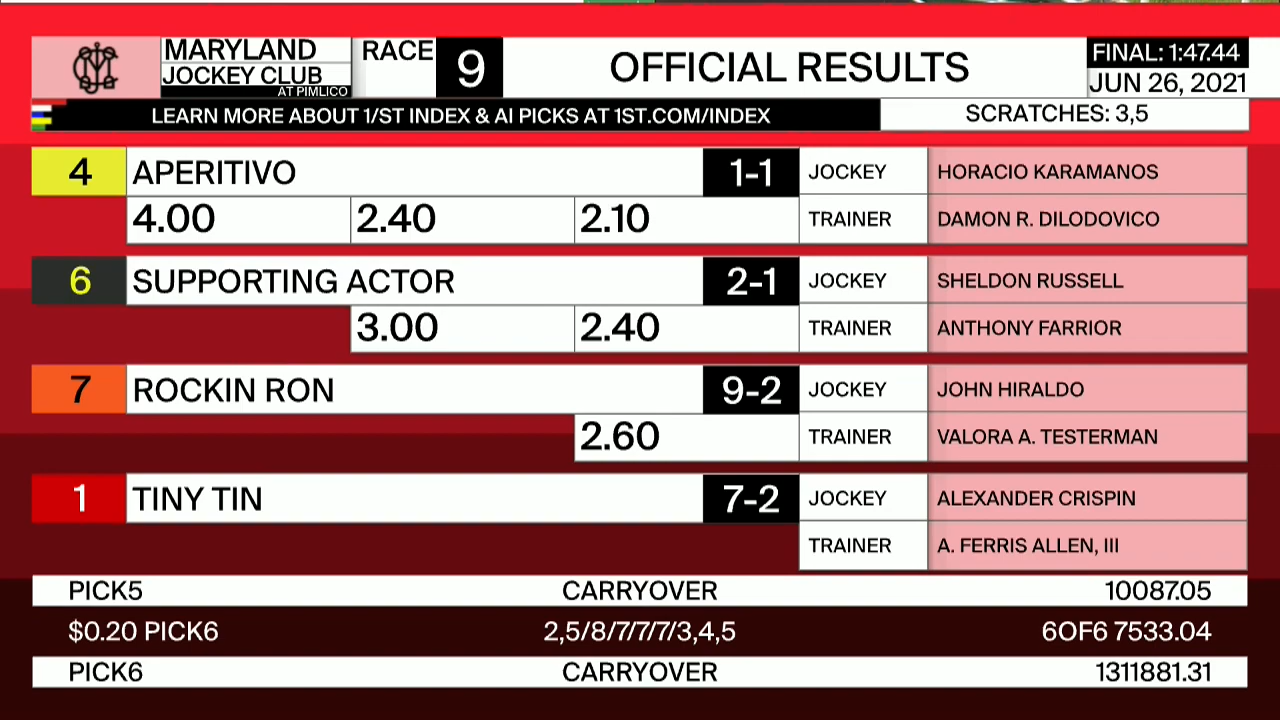 MARYLAND
JOCKEY CLUB
AT PIMLICO
RACE 9
OFFICIAL RESULTS
FINAL: 1:47.44
JUN 26, 2021
LEARN MORE ABOUT 1/ST INDEX & AI PICKS AT 1ST.COM/INDEX
SCRATCHES: 3,5
4 APERITIVO 1-1 JOCKEY HORACIO KARAMANOS
4.00 2.40 2.10 TRAINER DAMON R. DILODOVICO
6 SUPPORTING ACTOR 2-1 JOCKEY SHELDON RUSSELL
3.00 2.40 TRAINER ANTHONY FARRIOR
7 ROCKIN RON 9-2 JOCKEY JOHN HIRALDO
2.60 TRAINER VALORA A. TESTERMAN
1 TINY TIN 7-2 JOCKEY ALEXANDER CRISPIN
TRAINER A. FERRIS ALLEN, III
PICK5 CARRYOVER 10087.05
$0.20 PICK6 2,5/8/7/7/7/3,4,5 6OF6 7533.04
PICK6 CARRYOVER 1311881.31